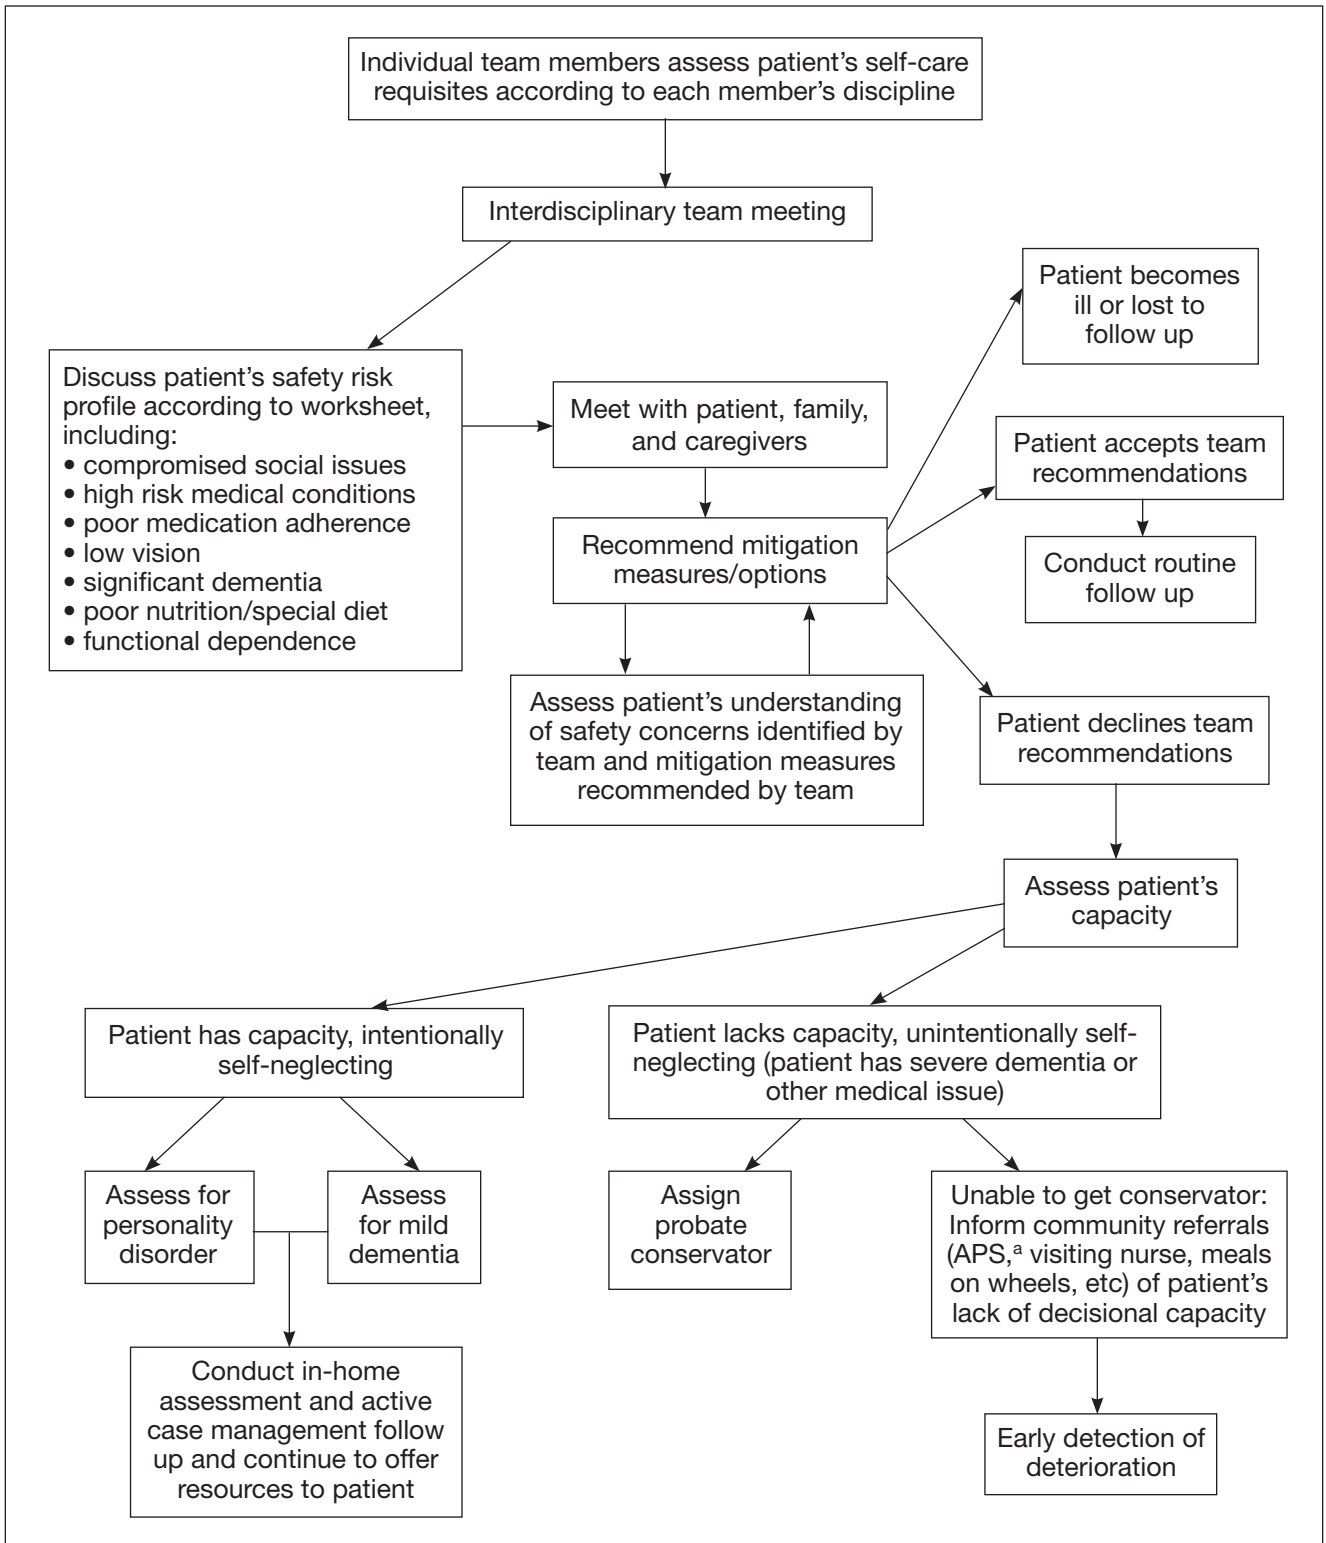 Individual team members assess patient’s self-care
requisites according to each member’s discipline
Interdisciplinary team meeting
Discuss patient’s safety risk
profile according to worksheet,
including:
• compromised social issues
• high risk medical conditions
• poor medication adherence
• low vision
• significant dementia
• poor nutrition/special diet
• functional dependence
Meet with patient, family,
and caregivers
Recommend mitigation
measures/options
Assess patient’s understanding
of safety concerns identified by
team and mitigation measures
recommended by team
Patient becomes
ill or lost to
follow up
Patient accepts team
recommendations
Conduct routine
follow up
Patient declines team
recommendations
Assess patient’s
capacity
Patient has capacity, intentionally
self-neglecting
Assess for
personality
disorder
Assess
for mild
dementia
Conduct in-home
assessment and active
case management follow
up and continue to offer
resources to patient
Patient lacks capacity, unintentionally self-
neglecting (patient has severe dementia or
other medical issue)
Assign
probate
conservator
Unable to get conservator:
Inform community referrals
(APS,ᵃ visiting nurse, meals
on wheels, etc) of patient’s
lack of decisional capacity
Early detection of
deterioration